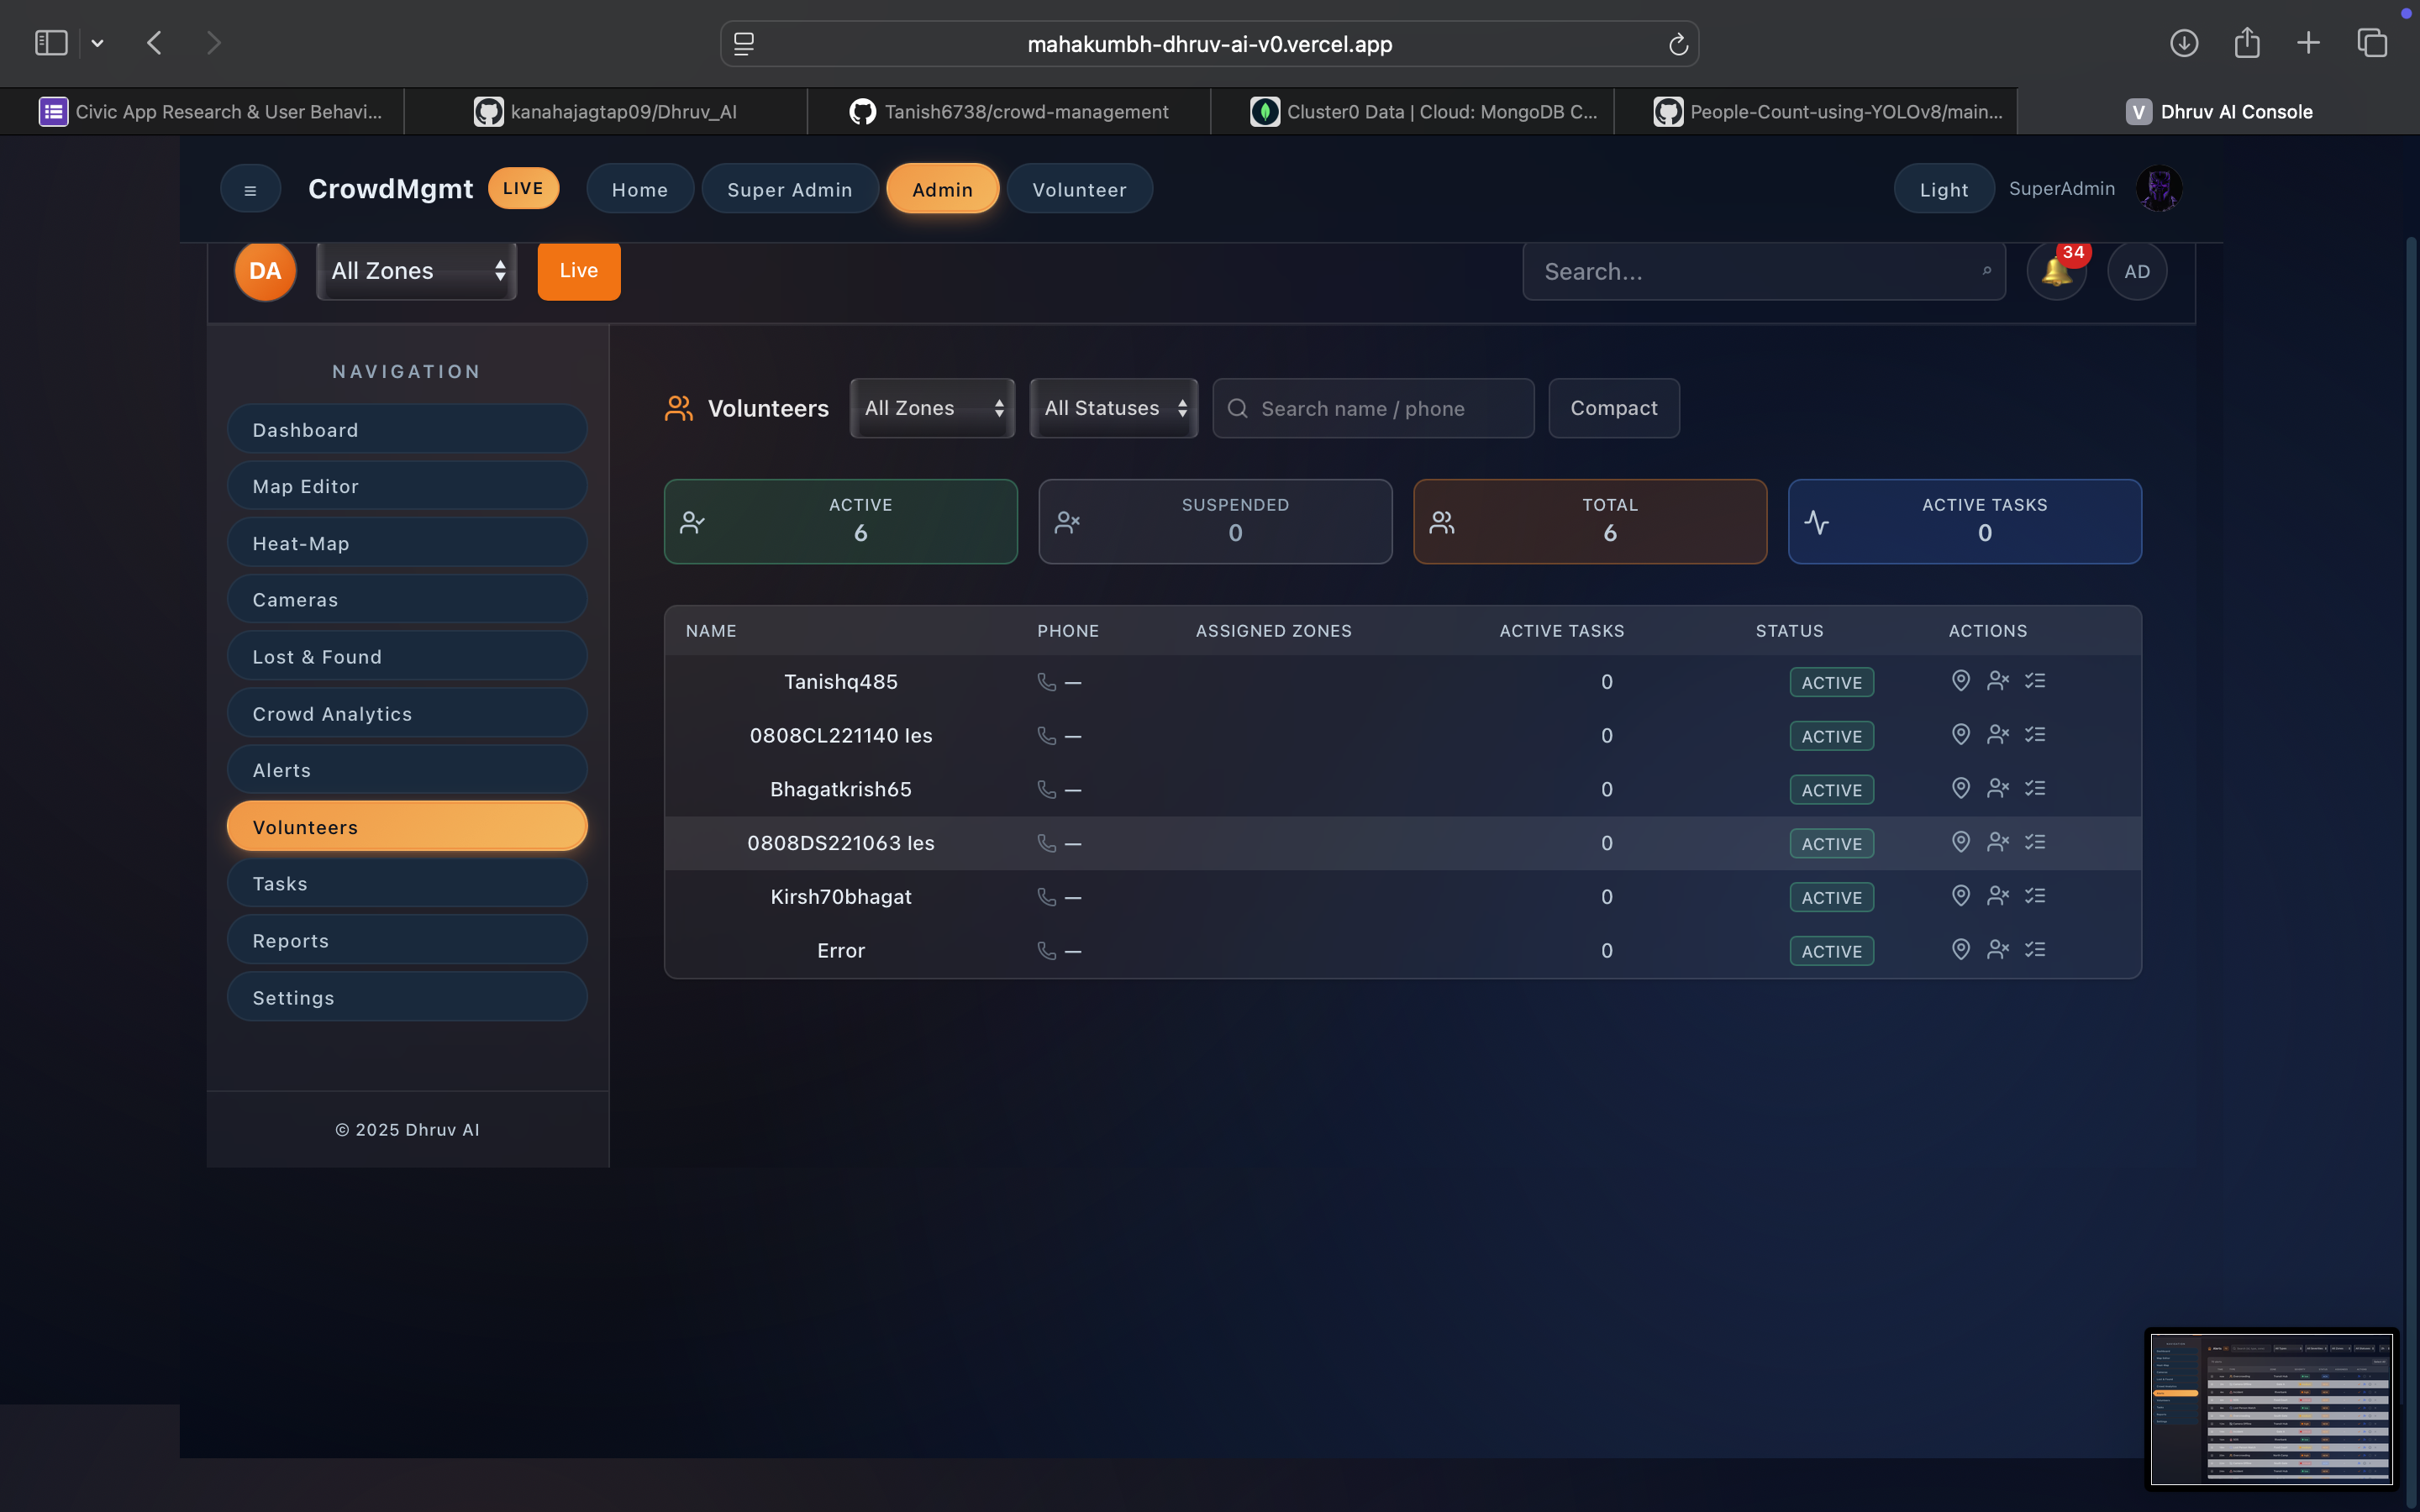 mahakumbh-dhruv-ai-v0.vercel.app
Civic App Research & User Behavi...
kanahajagtap09/Dhruv_AI
Tanish6738/crowd-management
Cluster0 Data | Cloud: MongoDB C...
People-Count-using-YOLOv8/main...
V Dhruv AI Console
CrowdMgmt LIVE Home Super Admin Admin Volunteer Light SuperAdmin
DA All Zones Live Search... 34 AD
NAVIGATION
Dashboard
Map Editor
Heat-Map
Cameras
Lost & Found
Crowd Analytics
Alerts
Volunteers
Tasks
Reports
Settings
© 2025 Dhruv AI
Volunteers All Zones All Statuses Search name / phone Compact
ACTIVE
6
SUSPENDED
0
TOTAL
6
ACTIVE TASKS
0
NAME PHONE ASSIGNED ZONES ACTIVE TASKS STATUS ACTIONS
Tanishq485 — 0 ACTIVE
0808CL221140 Ies — 0 ACTIVE
Bhagatkrish65 — 0 ACTIVE
0808DS221063 Ies — 0 ACTIVE
Kirsh70bhagat — 0 ACTIVE
Error — 0 ACTIVE